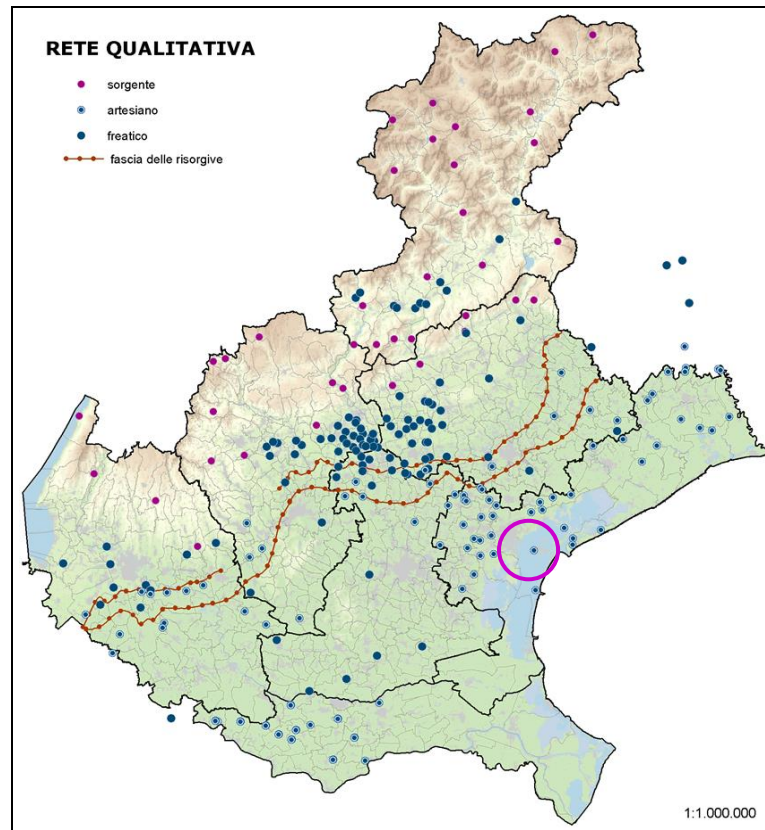 RETE QUALITATIVA
sorgente
artesiano
freatico
fascia delle risorgive
1:1.000.000